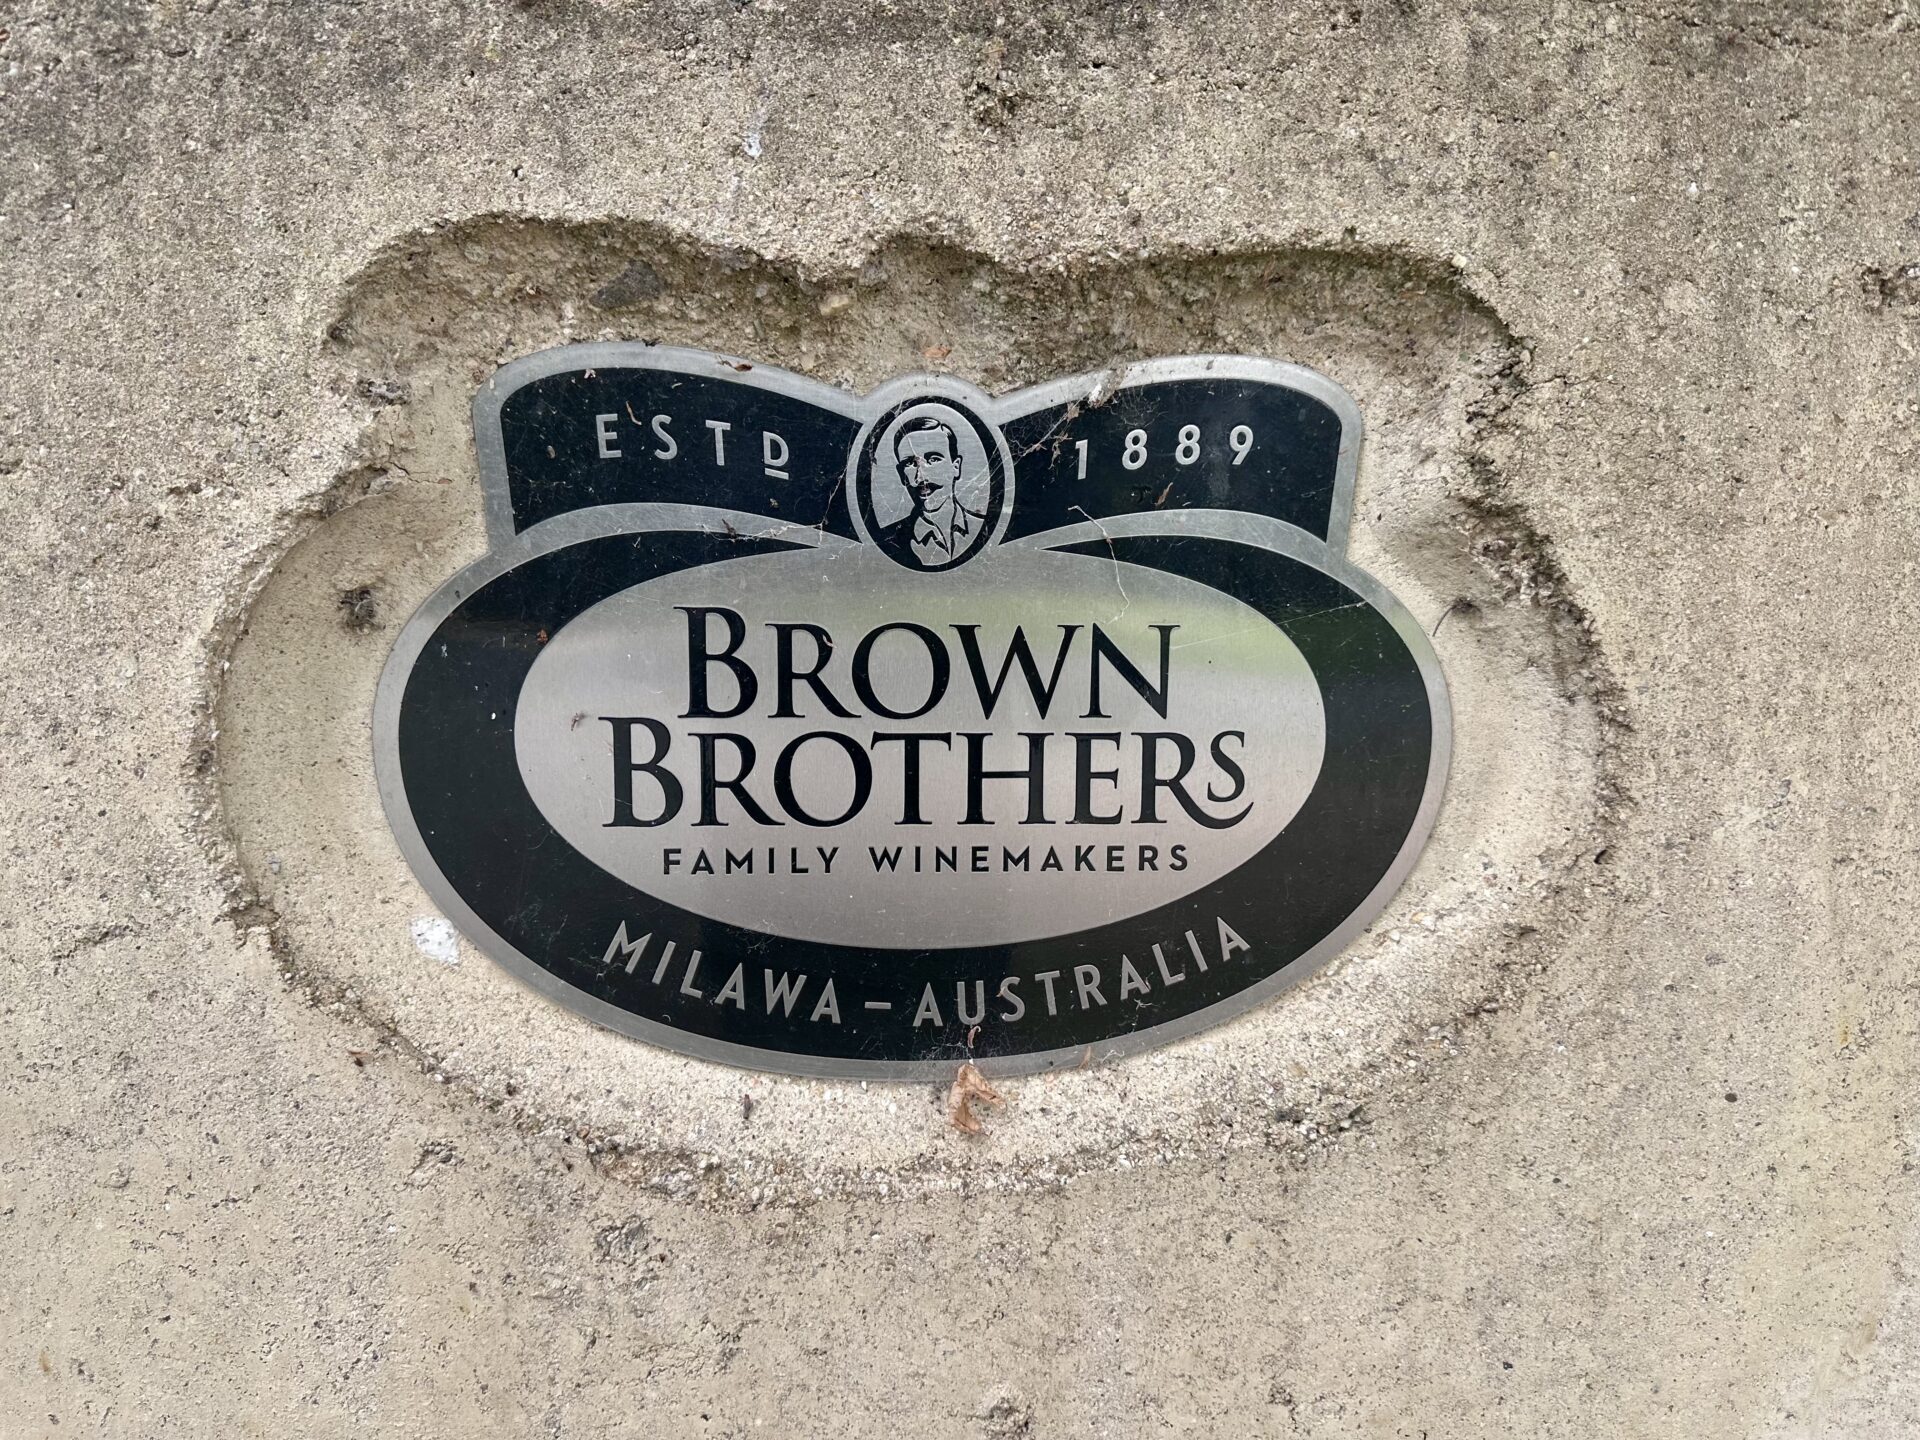 ESTD 1889
BROWN
BROTHERS
FAMILY WINEMAKERS
MILAWA – AUSTRALIA